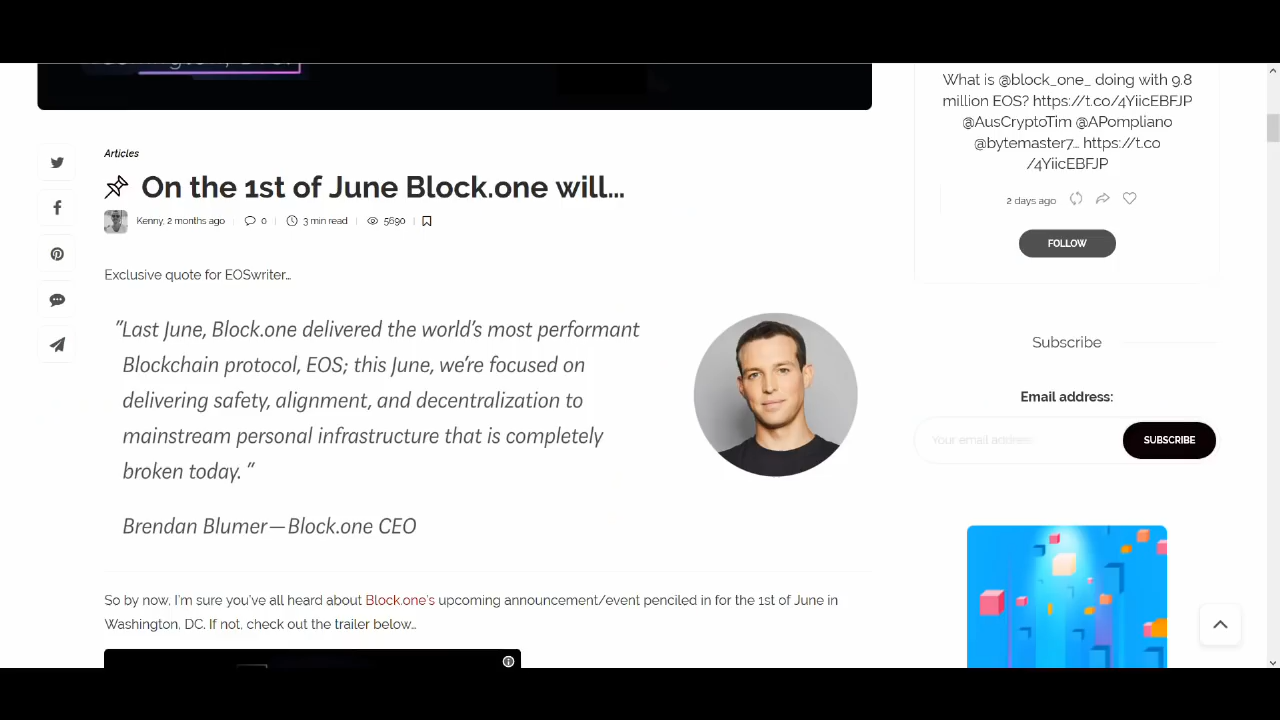 What is @block_one_ doing with 9.8
million EOS? https://t.co/4YiicEBFJP
@AusCryptoTim @APompliano
@bytemaster7... https://t.co
/4YiicEBFJP
2 days ago
FOLLOW
Articles
On the 1st of June Block.one will...
Kenny, 2 months ago
0
3 min read
5690
Exclusive quote for EOSwriter...
"Last June, Block.one delivered the world's most performant
Blockchain protocol, EOS; this June, we're focused on
delivering safety, alignment, and decentralization to
mainstream personal infrastructure that is completely
broken today. "
Brendan Blumer—Block.one CEO
So by now, I'm sure you've all heard about Block.one's upcoming announcement/event penciled in for the 1st of June in
Washington, DC. If not, check out the trailer below...
Subscribe
Email address:
Your email address
SUBSCRIBE